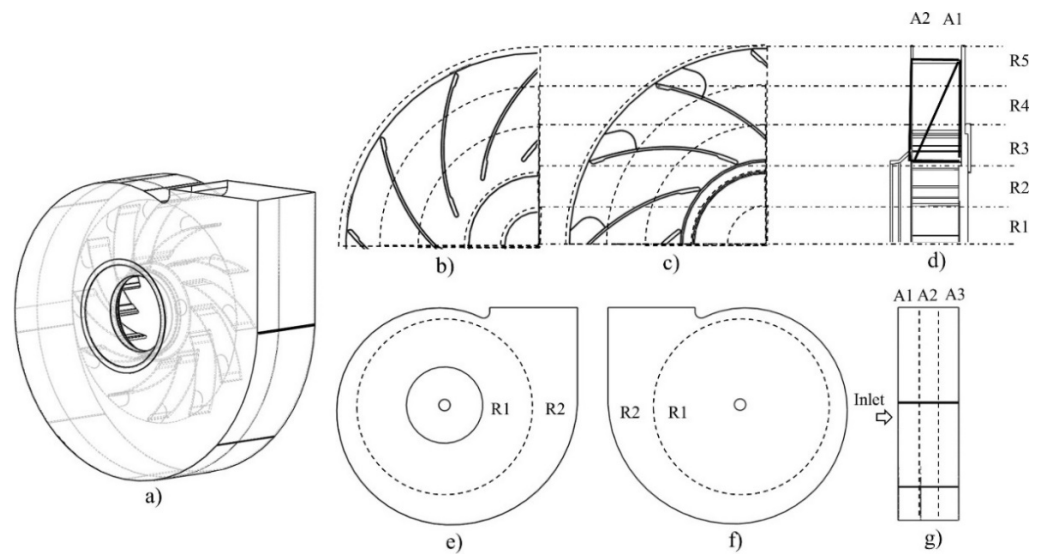 A2 A1
R5
R4
R3
R2
R1
b)
c)
d)
a)
A1 A2 A3
R1 R2
R2 R1
Inlet
e)
f)
g)